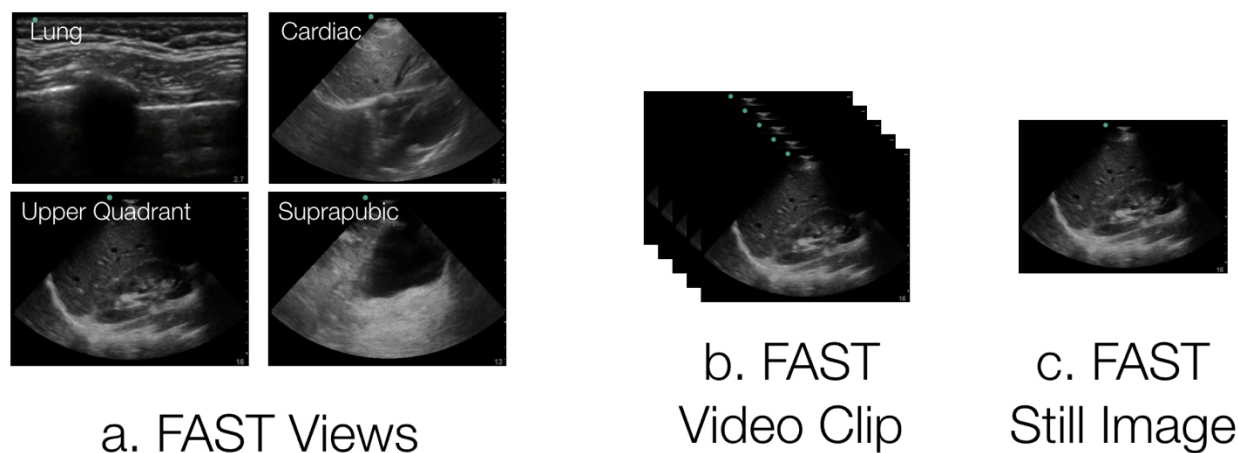 Lung
Cardiac
2.7
24
Upper Quadrant
Suprapubic
16
13
a. FAST Views
16
b. FAST
Video Clip
16
c. FAST
Still Image